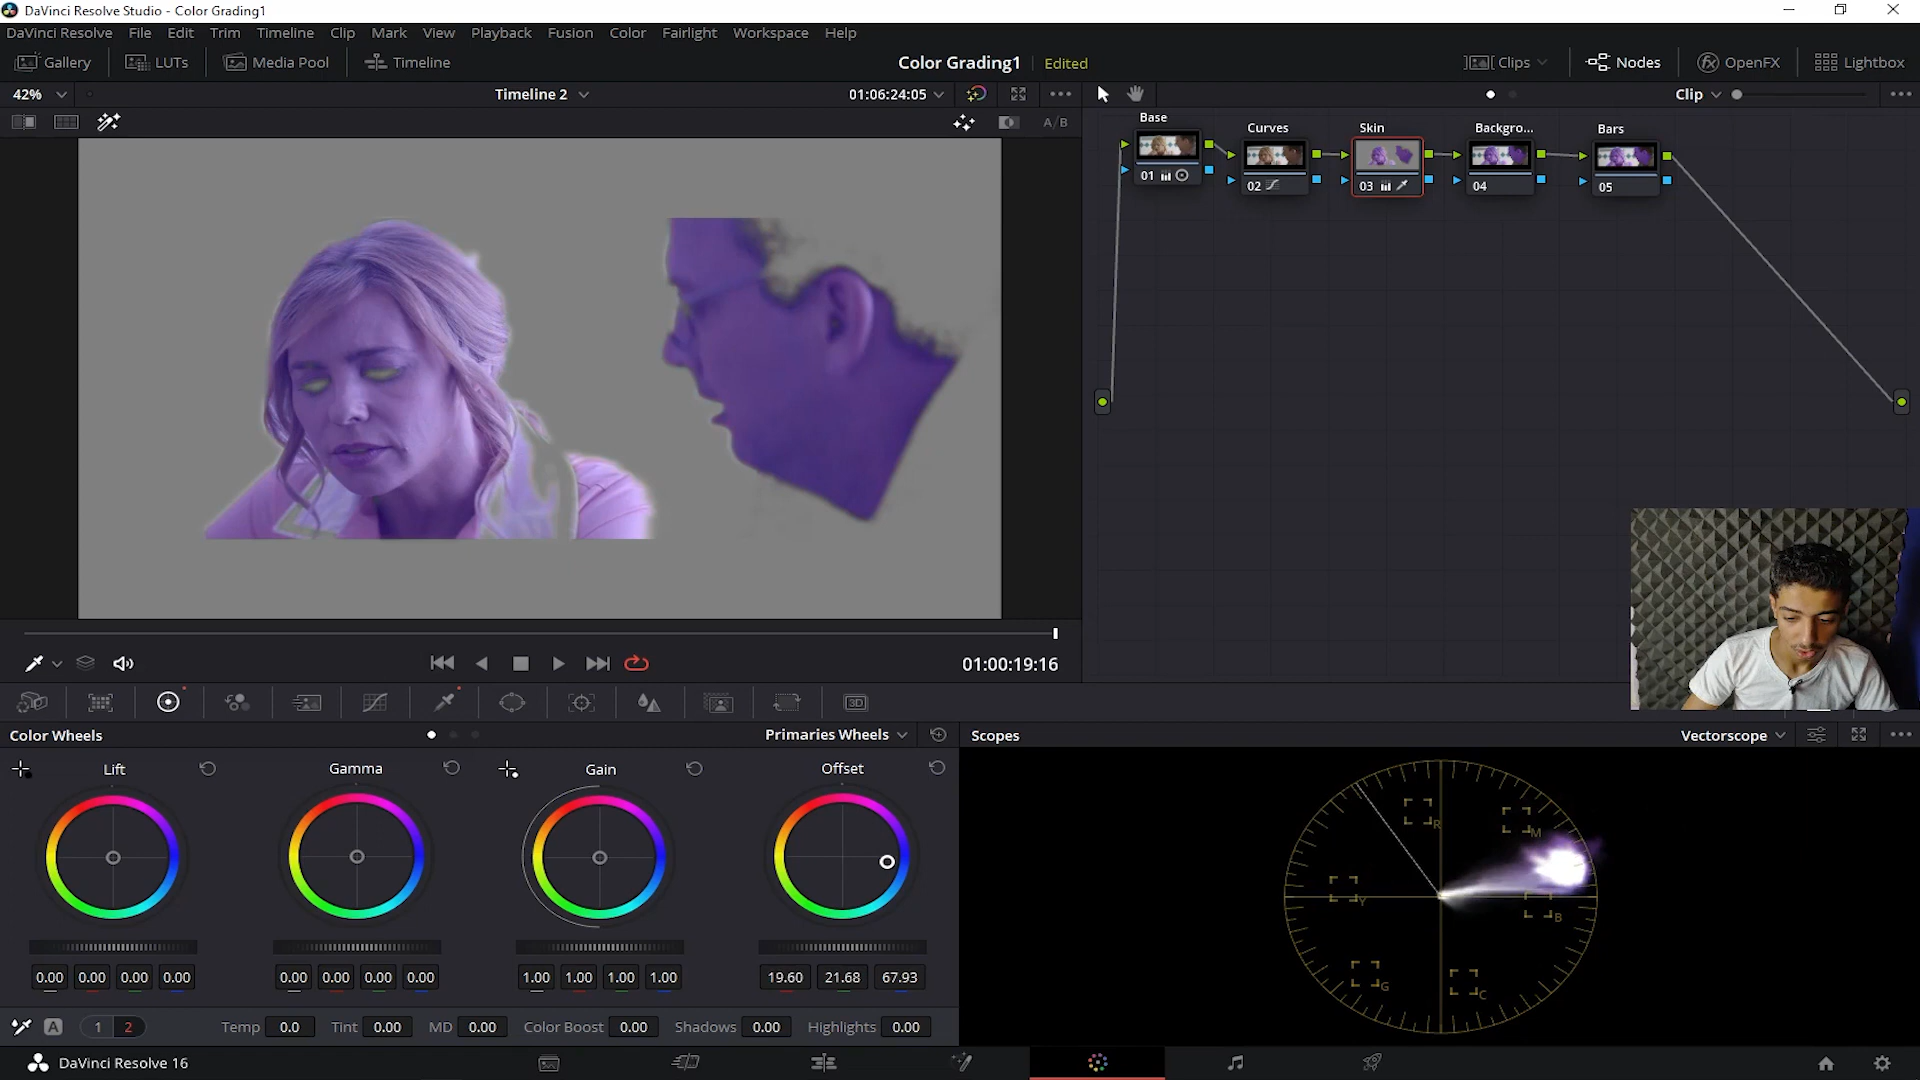 DaVinci Resolve Studio - Color Grading1
DaVinci Resolve File Edit Trim Timeline Clip Mark View Playback Fusion Color Fairlight Workspace Help
Gallery LUTs Media Pool Timeline Color Grading1 Edited Clips Nodes OpenFX Lightbox
42% Timeline 2 01:06:24:05 Clip
A/B
Base Curves Skin Backgro... Bars
01 02 03 04 05
01:00:19:16
3D
Color Wheels Primaries Wheels Scopes Vectorscope
Lift Gamma Gain Offset
R M
Y B
G C
0.00 0.00 0.00 0.00 0.00 0.00 0.00 0.00 1.00 1.00 1.00 1.00 19.60 21.68 67.93
A 1 2 Temp 0.0 Tint 0.00 MD 0.00 Color Boost 0.00 Shadows 0.00 Highlights 0.00
DaVinci Resolve 16